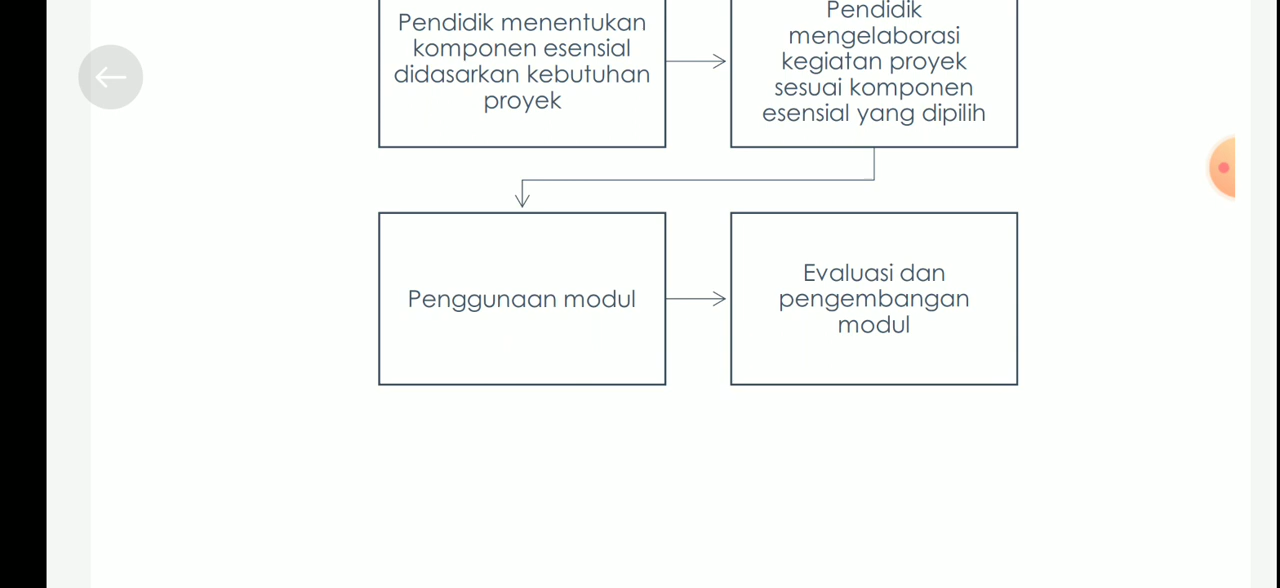 Pendidik menentukan
komponen esensial
didasarkan kebutuhan
proyek
Pendidik
mengelaborasi
kegiatan proyek
sesuai komponen
esensial yang dipilih
Penggunaan modul
Evaluasi dan
pengembangan
modul